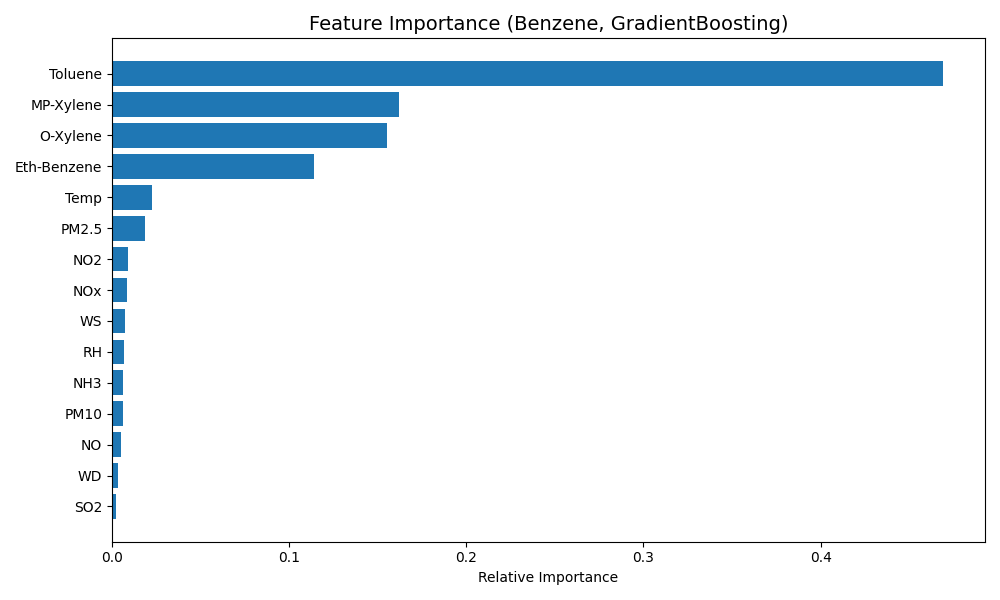 Feature Importance (Benzene, GradientBoosting)
Toluene
MP-Xylene
O-Xylene
Eth-Benzene
Temp
PM2.5
NO2
NOx
WS
RH
NH3
PM10
NO
WD
SO2
0.0 0.1 0.2 0.3 0.4
Relative Importance